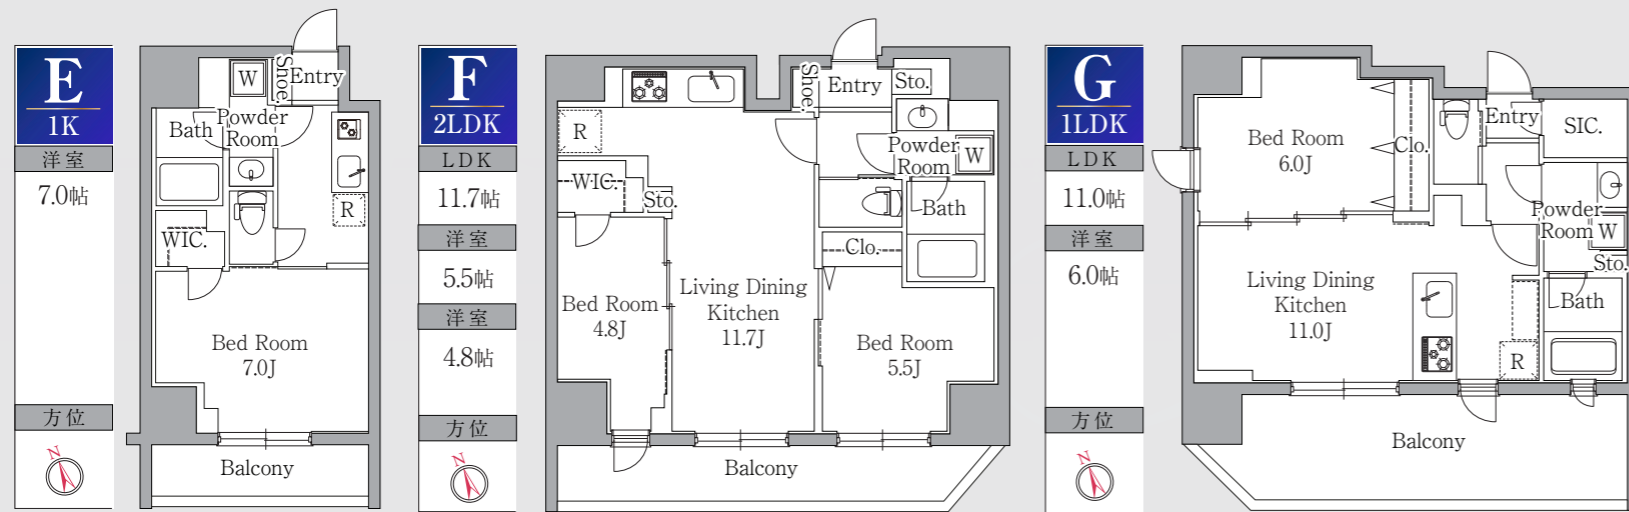 E
1K
洋室
7.0帖
方位
N
Shoe.
Entry
W
Powder
Room
Bath
R
WIC.
Bed Room
7.0J
Balcony
F
2LDK
LDK
11.7帖
洋室
5.5帖
洋室
4.8帖
方位
N
Shoe.
Entry
Sto.
R
Powder
Room
W
WIC.
Sto.
Bath
Clo.
Bed Room
4.8J
Living Dining
Kitchen
11.7J
Bed Room
5.5J
Balcony
G
1LDK
LDK
11.0帖
洋室
6.0帖
方位
N
Bed Room
6.0J
Clo.
Entry
SIC.
Powder
Room
W
Sto.
Living Dining
Kitchen
11.0J
Bath
R
Balcony